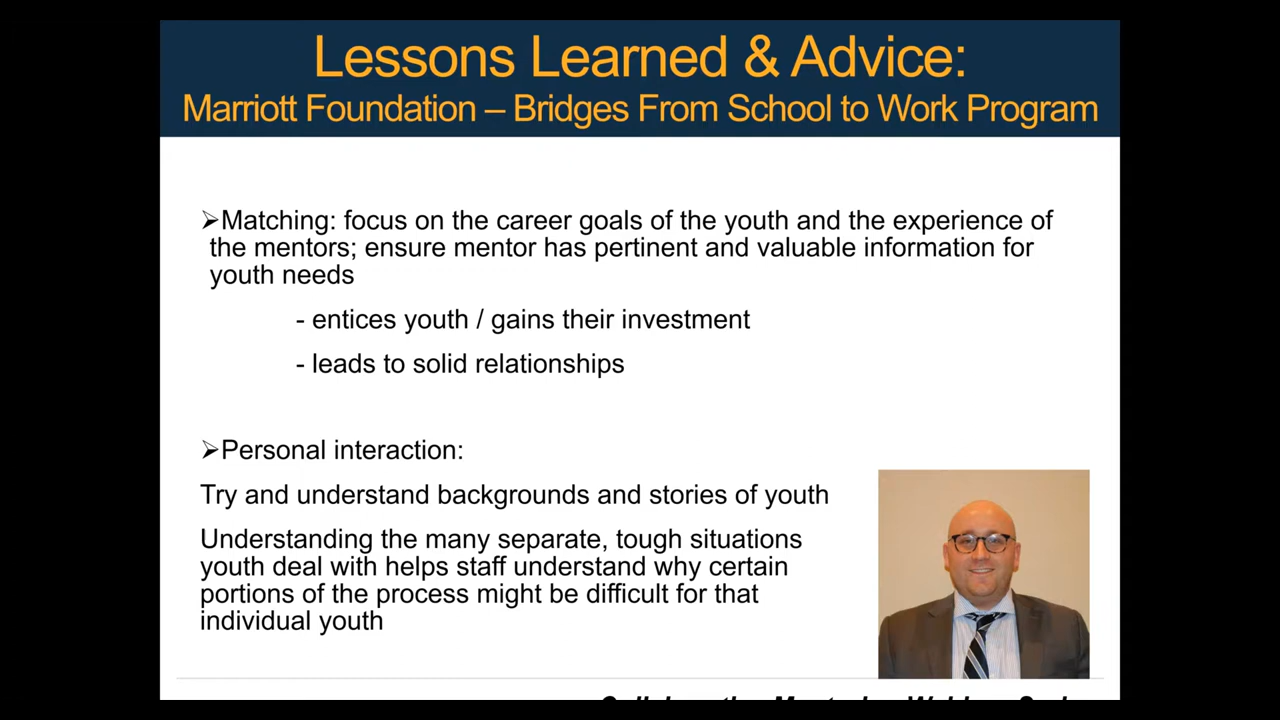 Lessons Learned & Advice:
Marriott Foundation – Bridges From School to Work Program
➢Matching: focus on the career goals of the youth and the experience of
the mentors; ensure mentor has pertinent and valuable information for
youth needs
- entices youth / gains their investment
- leads to solid relationships
➢Personal interaction:
Try and understand backgrounds and stories of youth
Understanding the many separate, tough situations
youth deal with helps staff understand why certain
portions of the process might be difficult for that
individual youth